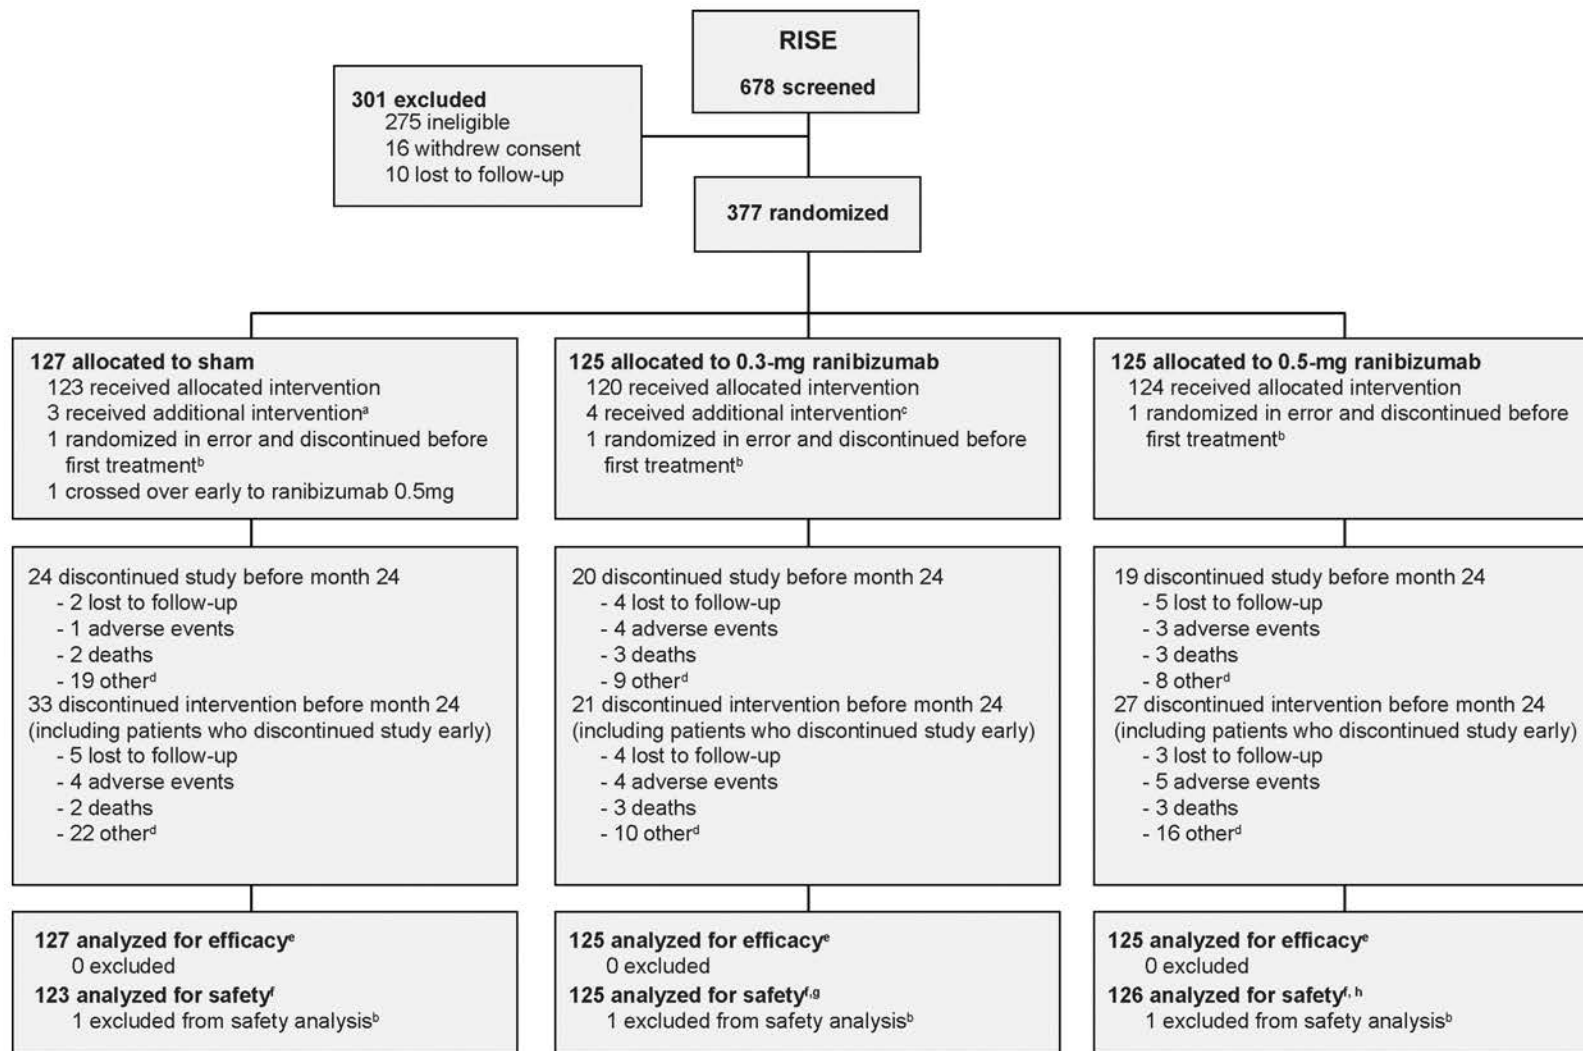 RISE
678 screened
301 excluded
275 ineligible
16 withdrew consent
10 lost to follow-up
377 randomized
127 allocated to sham
123 received allocated intervention
3 received additional interventionᵃ
1 randomized in error and discontinued before
first treatmentᵇ
1 crossed over early to ranibizumab 0.5mg
125 allocated to 0.3-mg ranibizumab
120 received allocated intervention
4 received additional interventionᶜ
1 randomized in error and discontinued before
first treatmentᵇ
125 allocated to 0.5-mg ranibizumab
124 received allocated intervention
1 randomized in error and discontinued before
first treatmentᵇ
24 discontinued study before month 24
- 2 lost to follow-up
- 1 adverse events
- 2 deaths
- 19 otherᵈ
33 discontinued intervention before month 24
(including patients who discontinued study early)
- 5 lost to follow-up
- 4 adverse events
- 2 deaths
- 22 otherᵈ
20 discontinued study before month 24
- 4 lost to follow-up
- 4 adverse events
- 3 deaths
- 9 otherᵈ
21 discontinued intervention before month 24
(including patients who discontinued study early)
- 4 lost to follow-up
- 4 adverse events
- 3 deaths
- 10 otherᵈ
19 discontinued study before month 24
- 5 lost to follow-up
- 3 adverse events
- 3 deaths
- 8 otherᵈ
27 discontinued intervention before month 24
(including patients who discontinued study early)
- 3 lost to follow-up
- 5 adverse events
- 3 deaths
- 16 otherᵈ
127 analyzed for efficacyᵉ
0 excluded
123 analyzed for safetyᶠ
1 excluded from safety analysisᵇ
125 analyzed for efficacyᵉ
0 excluded
125 analyzed for safetyᶠ,ᵍ
1 excluded from safety analysisᵇ
125 analyzed for efficacyᵉ
0 excluded
126 analyzed for safetyᶠ, ʰ
1 excluded from safety analysisᵇ